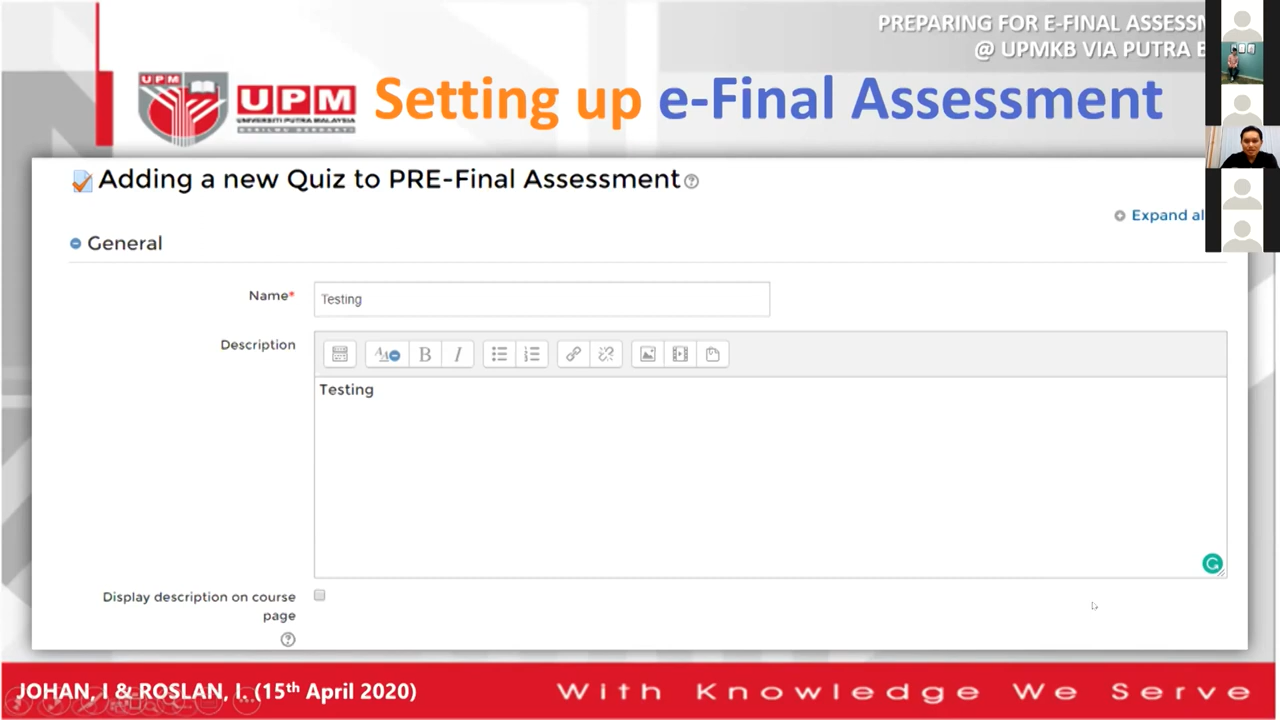 PREPARING FOR E-FINAL ASSESSM
@ UPMKB VIA PUTRA
UPM
UPM
UNIVERSITI PUTRA MALAYSIA
BERILMU BERBAKTI
Setting up e-Final Assessment
Adding a new Quiz to PRE-Final Assessment
Expand al
General
Name*
Testing
Description
B I
Testing
Display description on course
page
JOHAN, I & ROSLAN, I. (15th April 2020)
With Knowledge We Serve